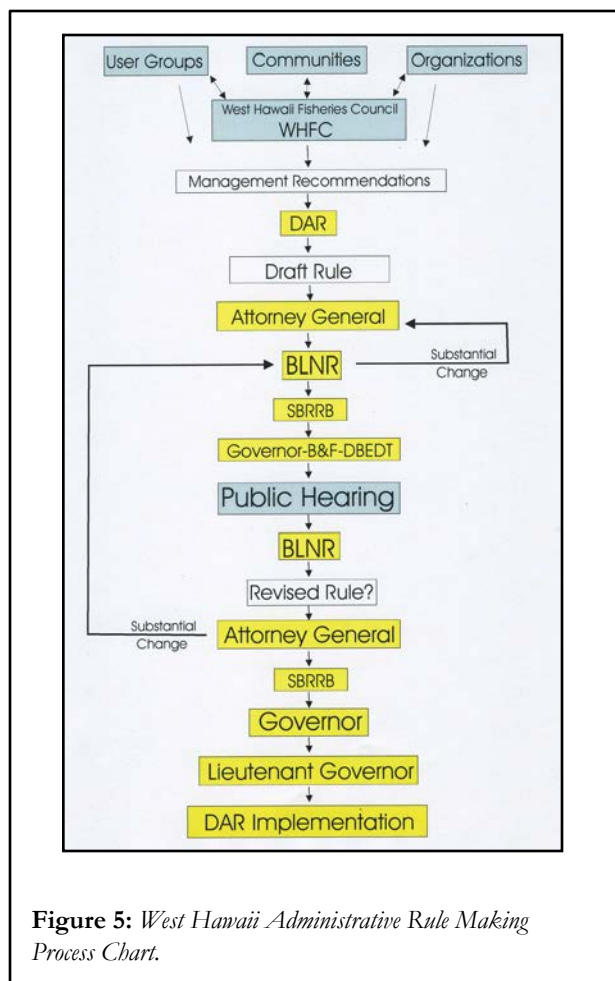 User Groups
Communities
Organizations
West Hawaii Fisheries Council
WHFC
Management Recommendations
DAR
Draft Rule
Attorney General
BLNR
Substantial
Change
SBRRB
Governor-B&F-DBEDT
Public Hearing
BLNR
Revised Rule?
Substantial
Change
Attorney General
SBRRB
Governor
Lieutenant Governor
DAR Implementation
Figure 5: West Hawaii Administrative Rule Making
Process Chart.